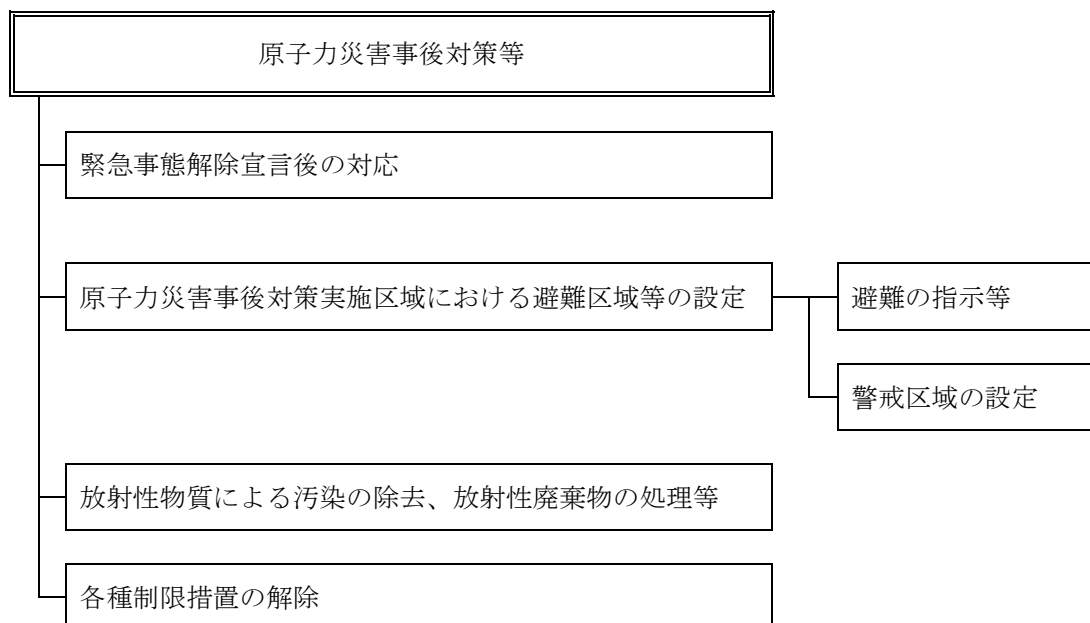 原子力災害事後対策等
緊急事態解除宣言後の対応
原子力災害事後対策実施区域における避難区域等の設定
避難の指示等
警戒区域の設定
放射性物質による汚染の除去、放射性廃棄物の処理等
各種制限措置の解除